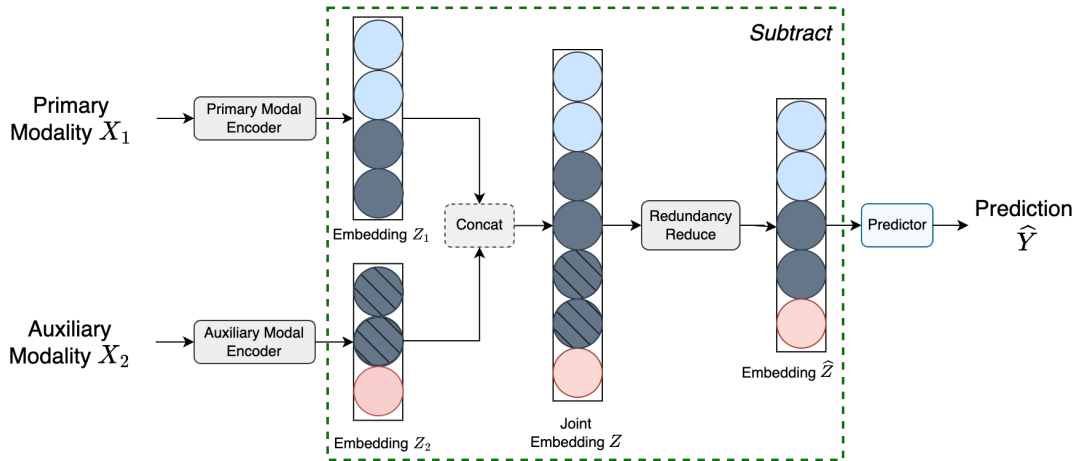 Subtract
Primary
Modality X₁
Primary Modal
Encoder
Embedding Z₁
Concat
Redundancy
Reduce
Predictor
Prediction
Ŷ
Auxiliary
Modality X₂
Auxiliary Modal
Encoder
Embedding Z₂
Joint
Embedding Z
Embedding Ẑ